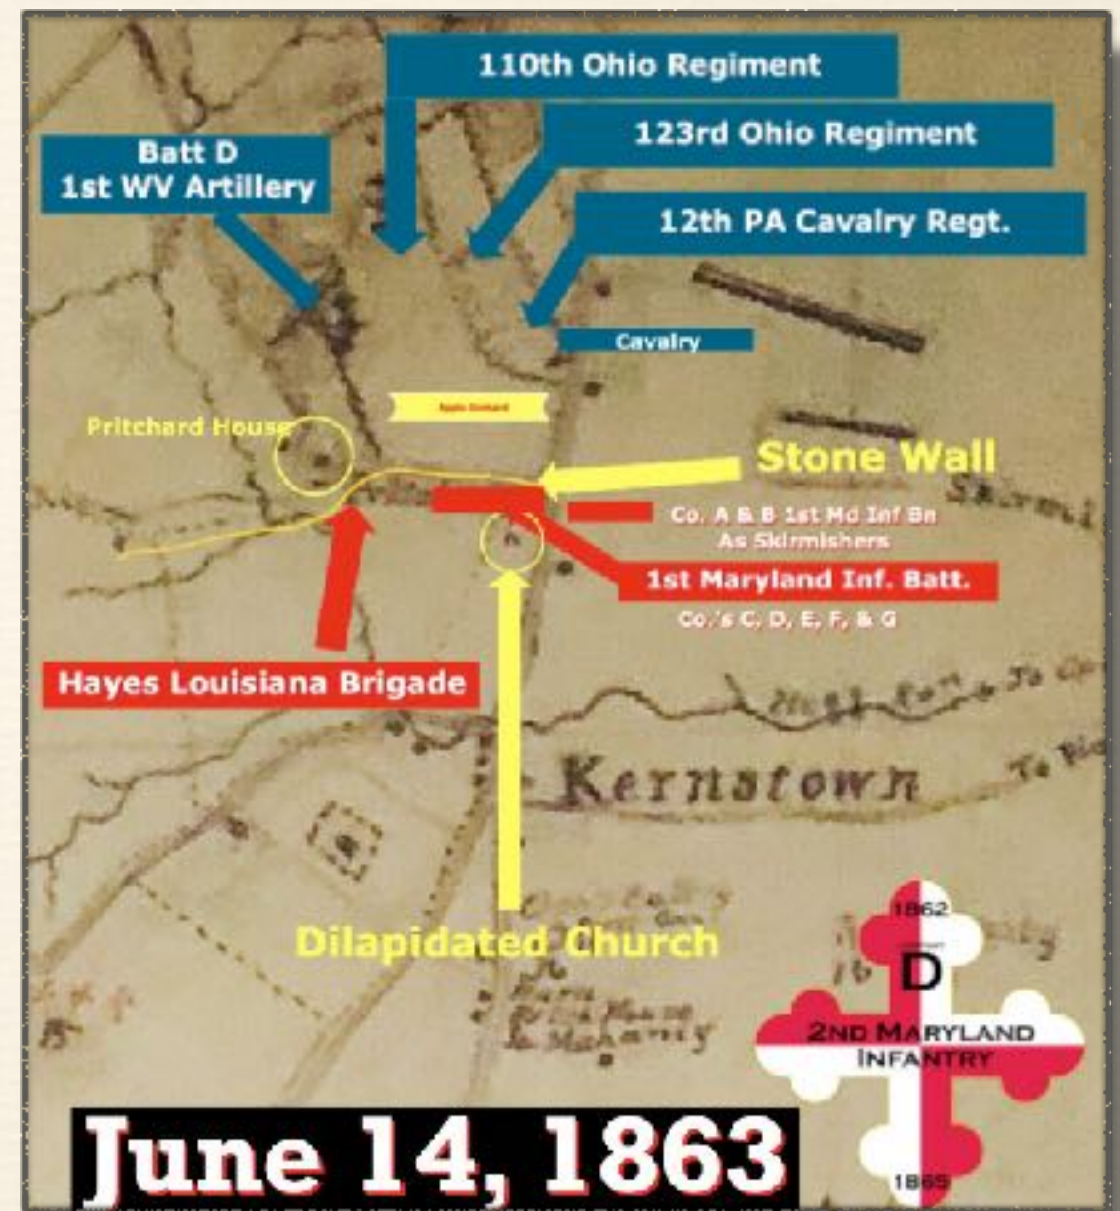 110th Ohio Regiment
123rd Ohio Regiment
Batt D
1st WV Artillery
12th PA Cavalry Regt.
Cavalry
Apple Orchard
Pritchard House
Stone Wall
Co. A & B 1st Md Inf Bn
As Skirmishers
1st Maryland Inf. Batt.
Co.'s C, D, E, F, & G
Hayes Louisiana Brigade
Kernstown
Dilapidated Church
1862
D
2ND MARYLAND
INFANTRY
1865
June 14, 1863